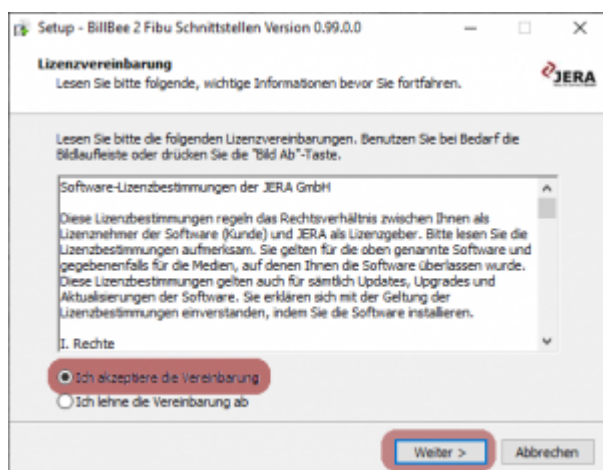 Setup - BillBee 2 Fibu Schnittstellen Version 0.99.0.0
Lizenzvereinbarung
Lesen Sie bitte folgende, wichtige Informationen bevor Sie fortfahren.
JERA
Lesen Sie bitte die folgenden Lizenzvereinbarungen. Benutzen Sie bei Bedarf die
Bildlaufleiste oder drücken Sie die "Bild Ab"-Taste.
Software-Lizenzbestimmungen der JERA GmbH
Diese Lizenzbestimmungen regeln das Rechtsverhältnis zwischen Ihnen als
Lizenznehmer der Software (Kunde) und JERA als Lizenzgeber. Bitte lesen Sie die
Lizenzbestimmungen aufmerksam. Sie gelten für die oben genannte Software und
gegebenenfalls für die Medien, auf denen Ihnen die Software überlassen wurde.
Diese Lizenzbestimmungen gelten auch für sämtlich Updates, Upgrades und
Aktualisierungen der Software. Sie erklären sich mit der Geltung der
Lizenzbestimmungen einverstanden, indem Sie die Software installieren.
I. Rechte
Ich akzeptiere die Vereinbarung
Ich lehne die Vereinbarung ab
Weiter >
Abbrechen